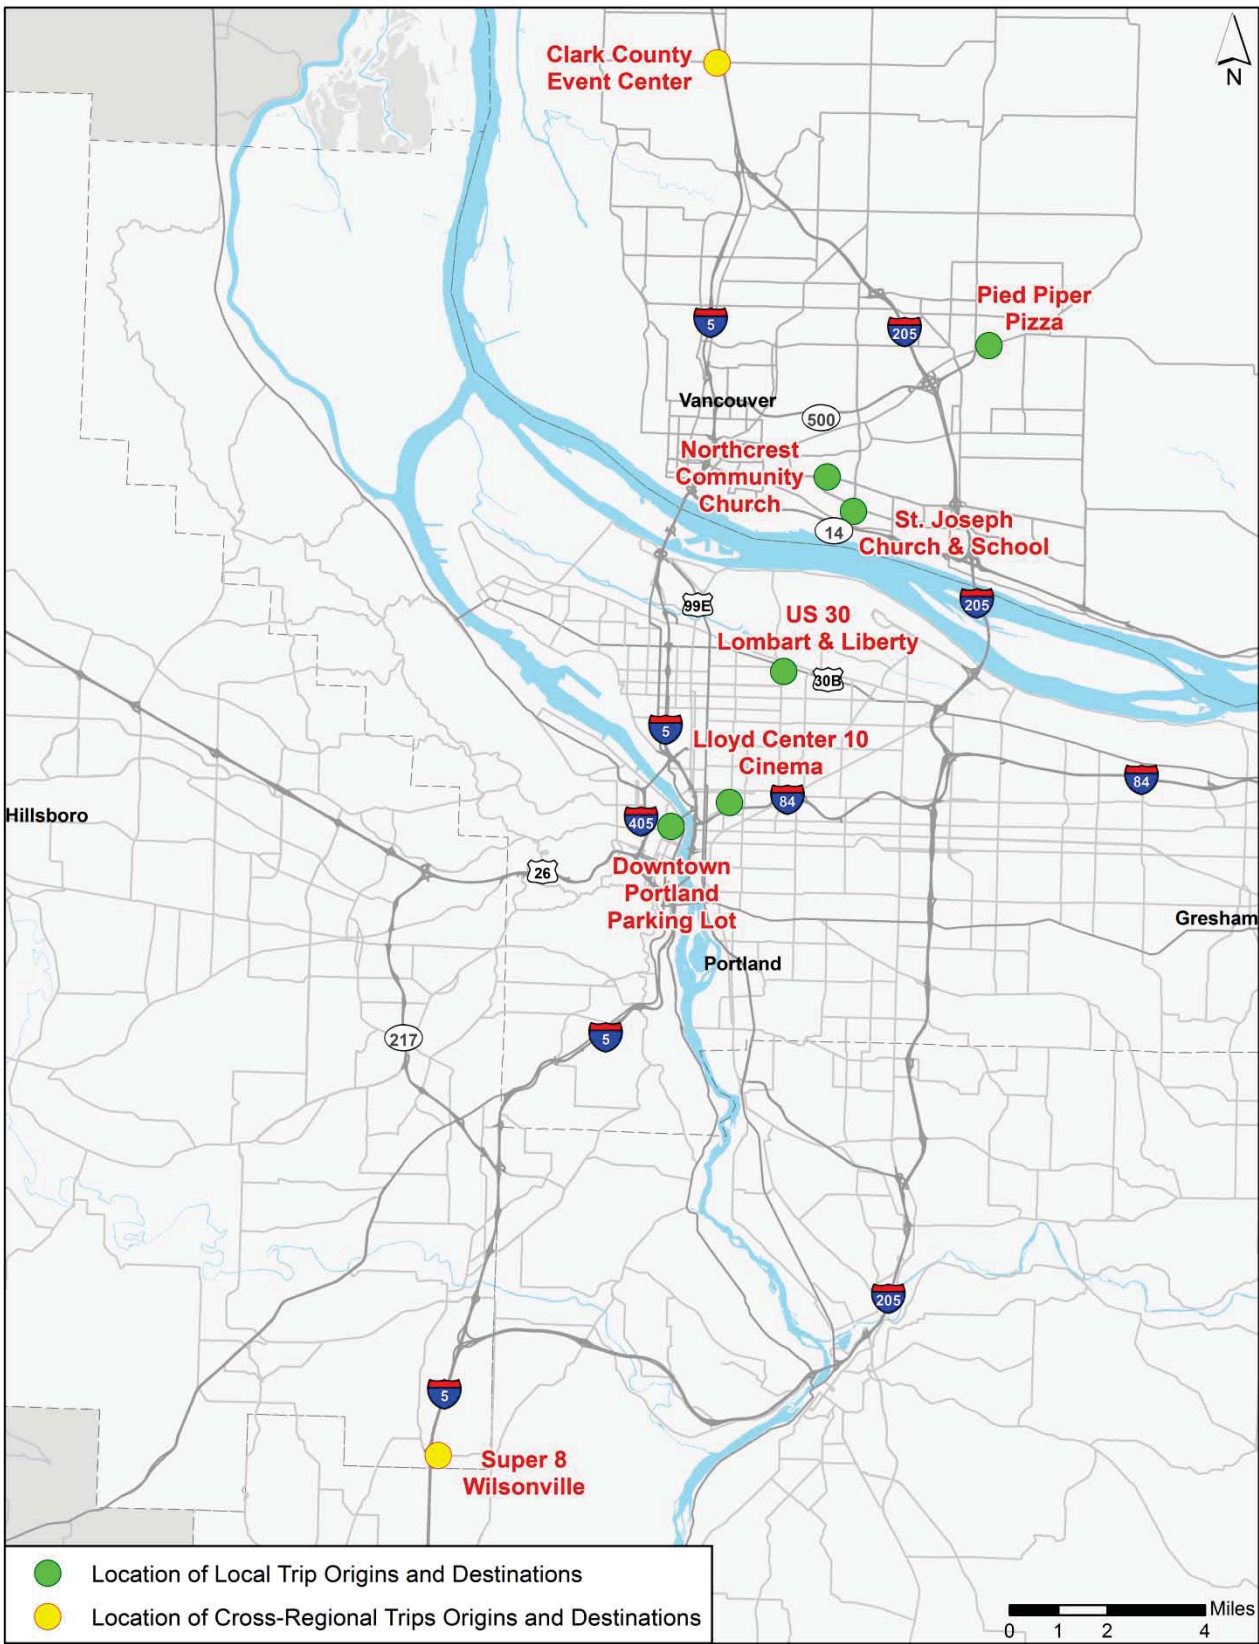 Clark County
Event Center
N
Pied Piper
Pizza
5
205
Vancouver
500
Northcrest
Community
Church
St. Joseph
Church & School
14
99E
205
US 30
Lombart & Liberty
30B
5
Lloyd Center 10
Cinema
84
84
Hillsboro
405
26
Downtown
Portland
Parking Lot
Gresham
Portland
217
5
205
5
Super 8
Wilsonville
Location of Local Trip Origins and Destinations
Location of Cross-Regional Trips Origins and Destinations
Miles
0 1 2 4